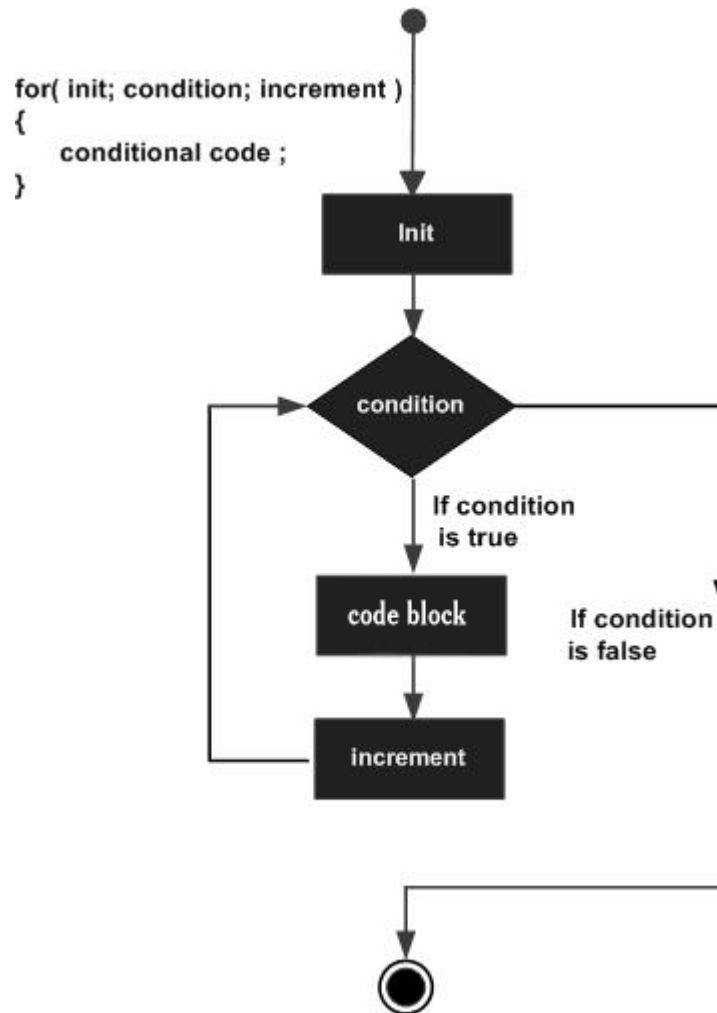 for( init; condition; increment )
{
conditional code ;
}
Init
condition
If condition
is true
code block
If condition
is false
increment